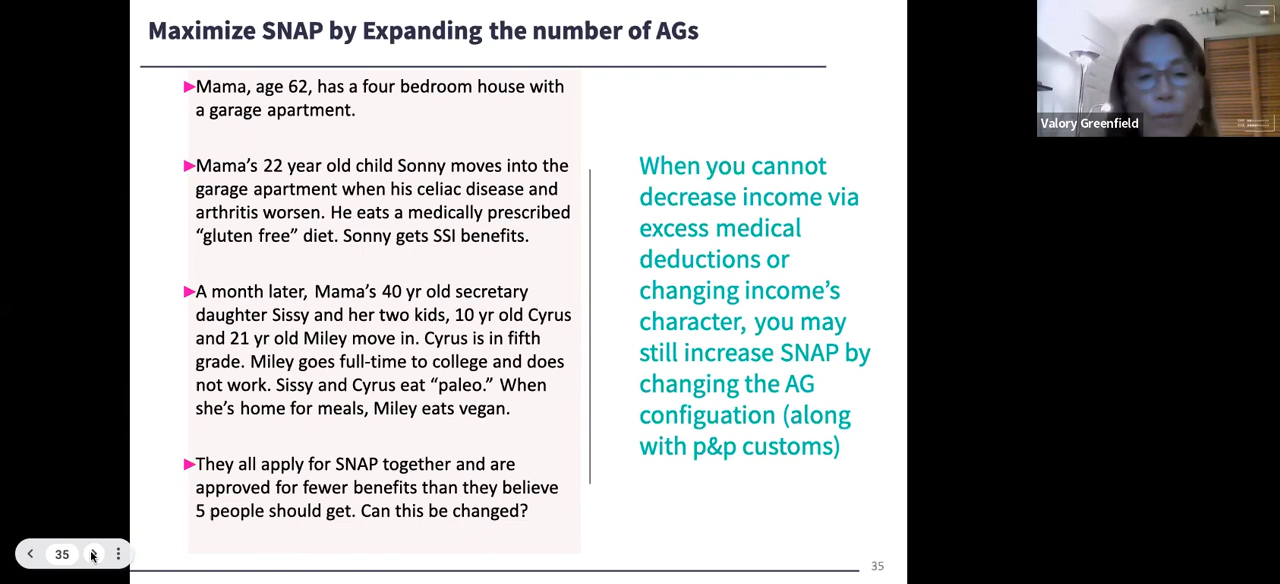 Maximize SNAP by Expanding the number of AGs
▶Mama, age 62, has a four bedroom house with
a garage apartment.
▶Mama's 22 year old child Sonny moves into the
garage apartment when his celiac disease and
arthritis worsen. He eats a medically prescribed
“gluten free” diet. Sonny gets SSI benefits.
▶A month later, Mama's 40 yr old secretary
daughter Sissy and her two kids, 10 yr old Cyrus
and 21 yr old Miley move in. Cyrus is in fifth
grade. Miley goes full-time to college and does
not work. Sissy and Cyrus eat “paleo.” When
she's home for meals, Miley eats vegan.
▶They all apply for SNAP together and are
approved for fewer benefits than they believe
5 people should get. Can this be changed?
When you cannot
decrease income via
excess medical
deductions or
changing income's
character, you may
still increase SNAP by
changing the AG
configuation (along
with p&p customs)
35
35
Valory Greenfield